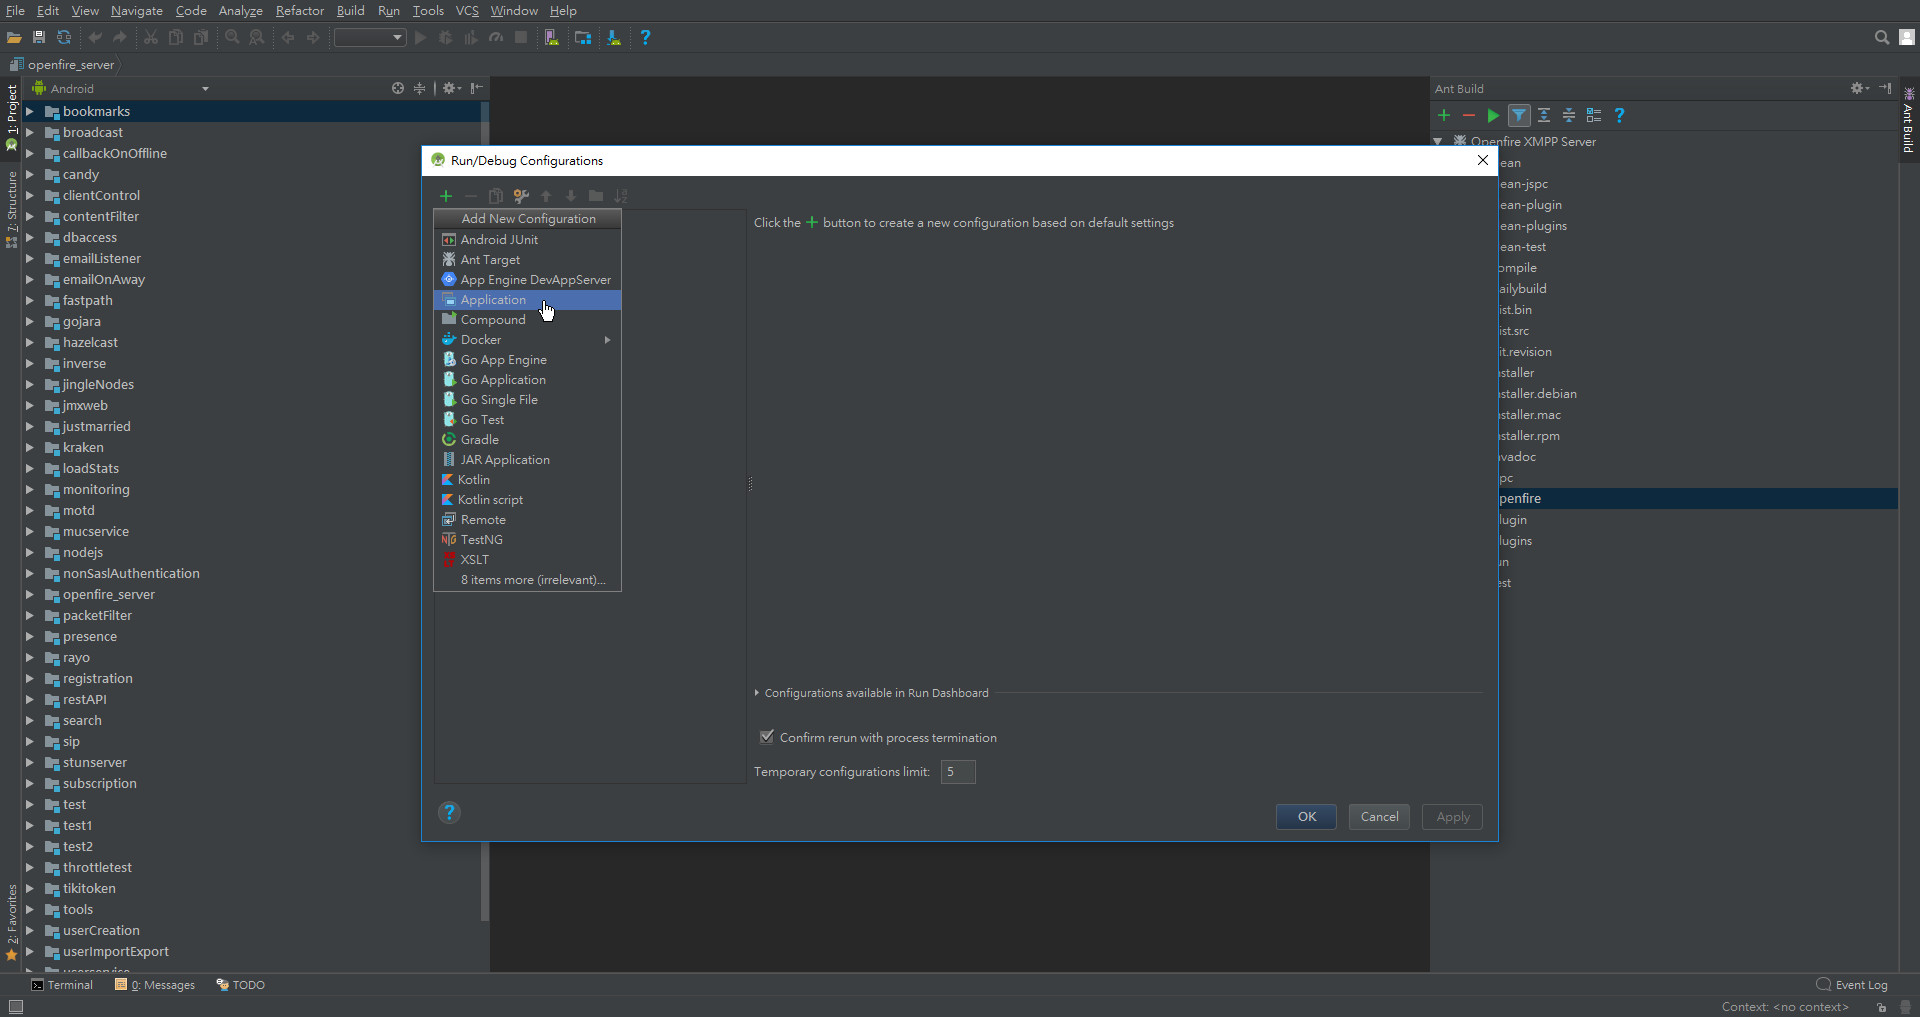 File Edit View Navigate Code Analyze Refactor Build Run Tools VCS Window Help
openfire_server
1: Project
7: Structure
2: Favorites
Android
bookmarks
broadcast
callbackOnOffline
candy
clientControl
contentFilter
dbaccess
emailListener
emailOnAway
fastpath
gojara
hazelcast
inverse
jingleNodes
jmxweb
justmarried
kraken
loadStats
monitoring
motd
mucservice
nodejs
nonSaslAuthentication
openfire_server
packetFilter
presence
rayo
registration
restAPI
search
sip
stunserver
subscription
test
test1
test2
throttletest
tikitoken
tools
userCreation
userImportExport
userservice
Run/Debug Configurations
Add New Configuration
Android JUnit
Ant Target
App Engine DevAppServer
Application
Compound
Docker
Go App Engine
Go Application
Go Single File
Go Test
Gradle
JAR Application
Kotlin
Kotlin script
Remote
TestNG
XSLT
8 items more (irrelevant)...
Click the + button to create a new configuration based on default settings
Configurations available in Run Dashboard
Confirm rerun with process termination
Temporary configurations limit: 5
?
OK Cancel Apply
Ant Build
Openfire XMPP Server
ean
ean-jspc
ean-plugin
ean-plugins
ean-test
ompile
ailybuild
ist.bin
ist.src
it.revision
nstaller
nstaller.debian
nstaller.mac
nstaller.rpm
avadoc
pc
penfire
lugin
lugins
un
est
Ant Build
Terminal 0: Messages TODO Event Log
Context: <no context>